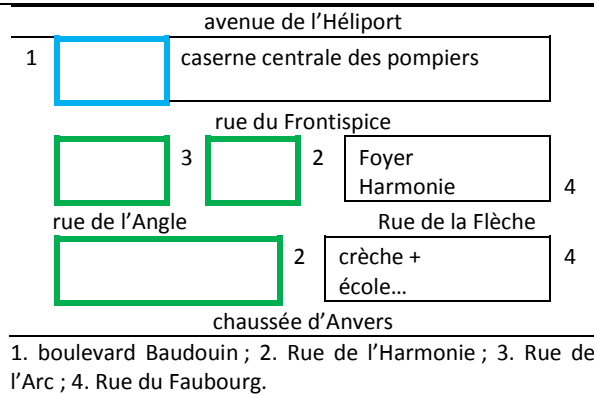 avenue de l’Héliport
1 caserne centrale des pompiers
rue du Frontispice
3 2 Foyer
Harmonie 4
rue de l’Angle Rue de la Flèche
2 crèche + 4
école…
chaussée d’Anvers
1. boulevard Baudouin ; 2. Rue de l’Harmonie ; 3. Rue de
l’Arc ; 4. Rue du Faubourg.